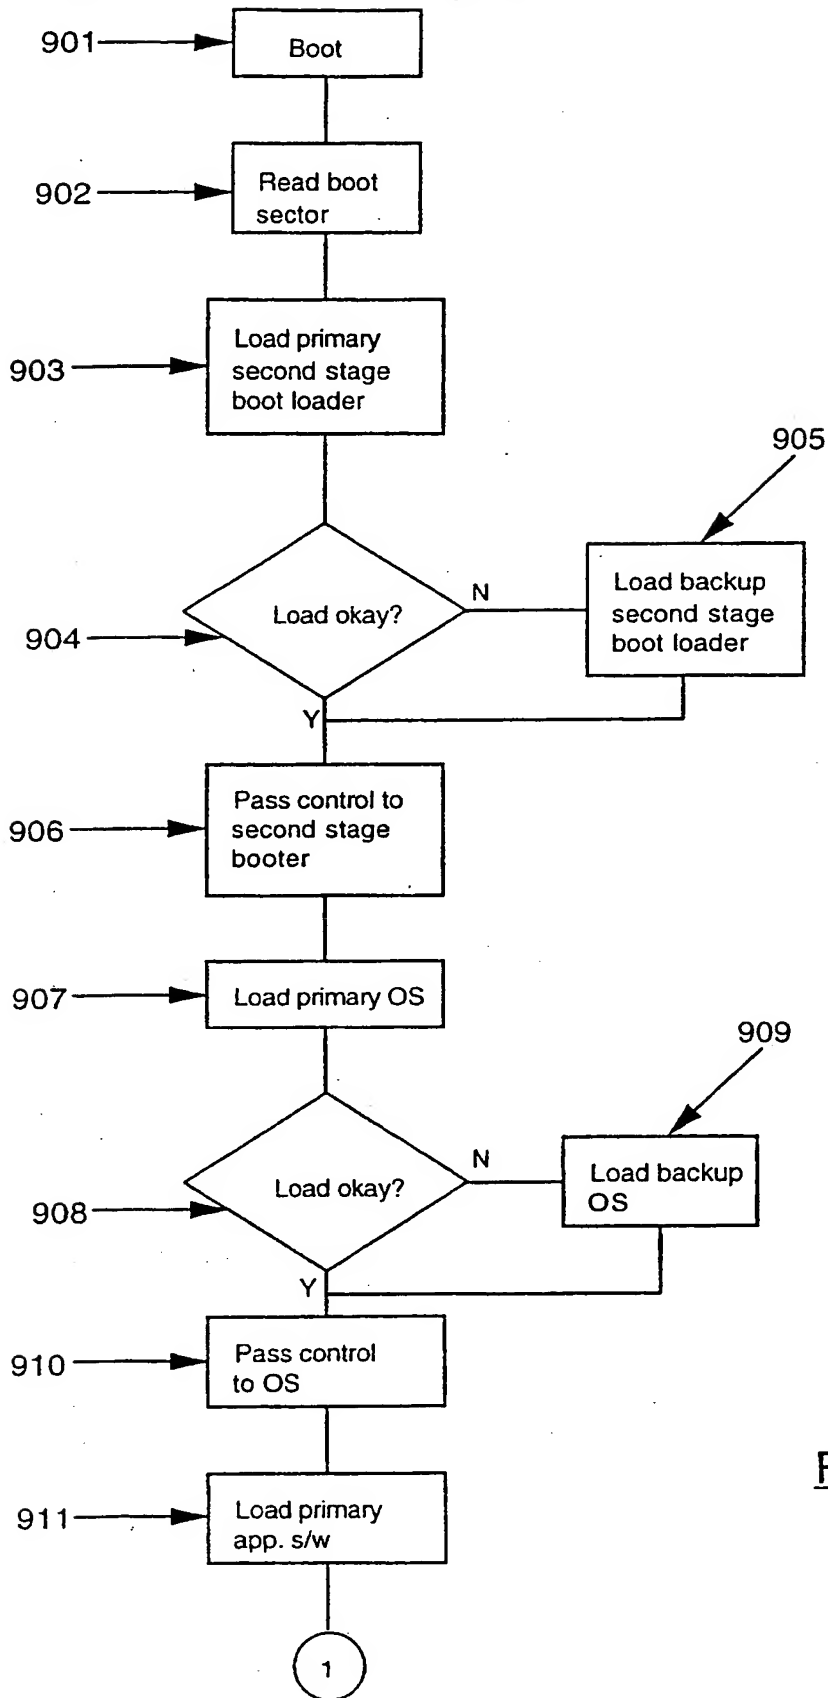 901
Boot
902
Read boot
sector
903
Load primary
second stage
boot loader
905
904
Load okay?
N
Load backup
second stage
boot loader
Y
906
Pass control to
second stage
booter
907
Load primary OS
909
908
Load okay?
N
Load backup
OS
Y
910
Pass control
to OS
911
Load primary
app. s/w
1